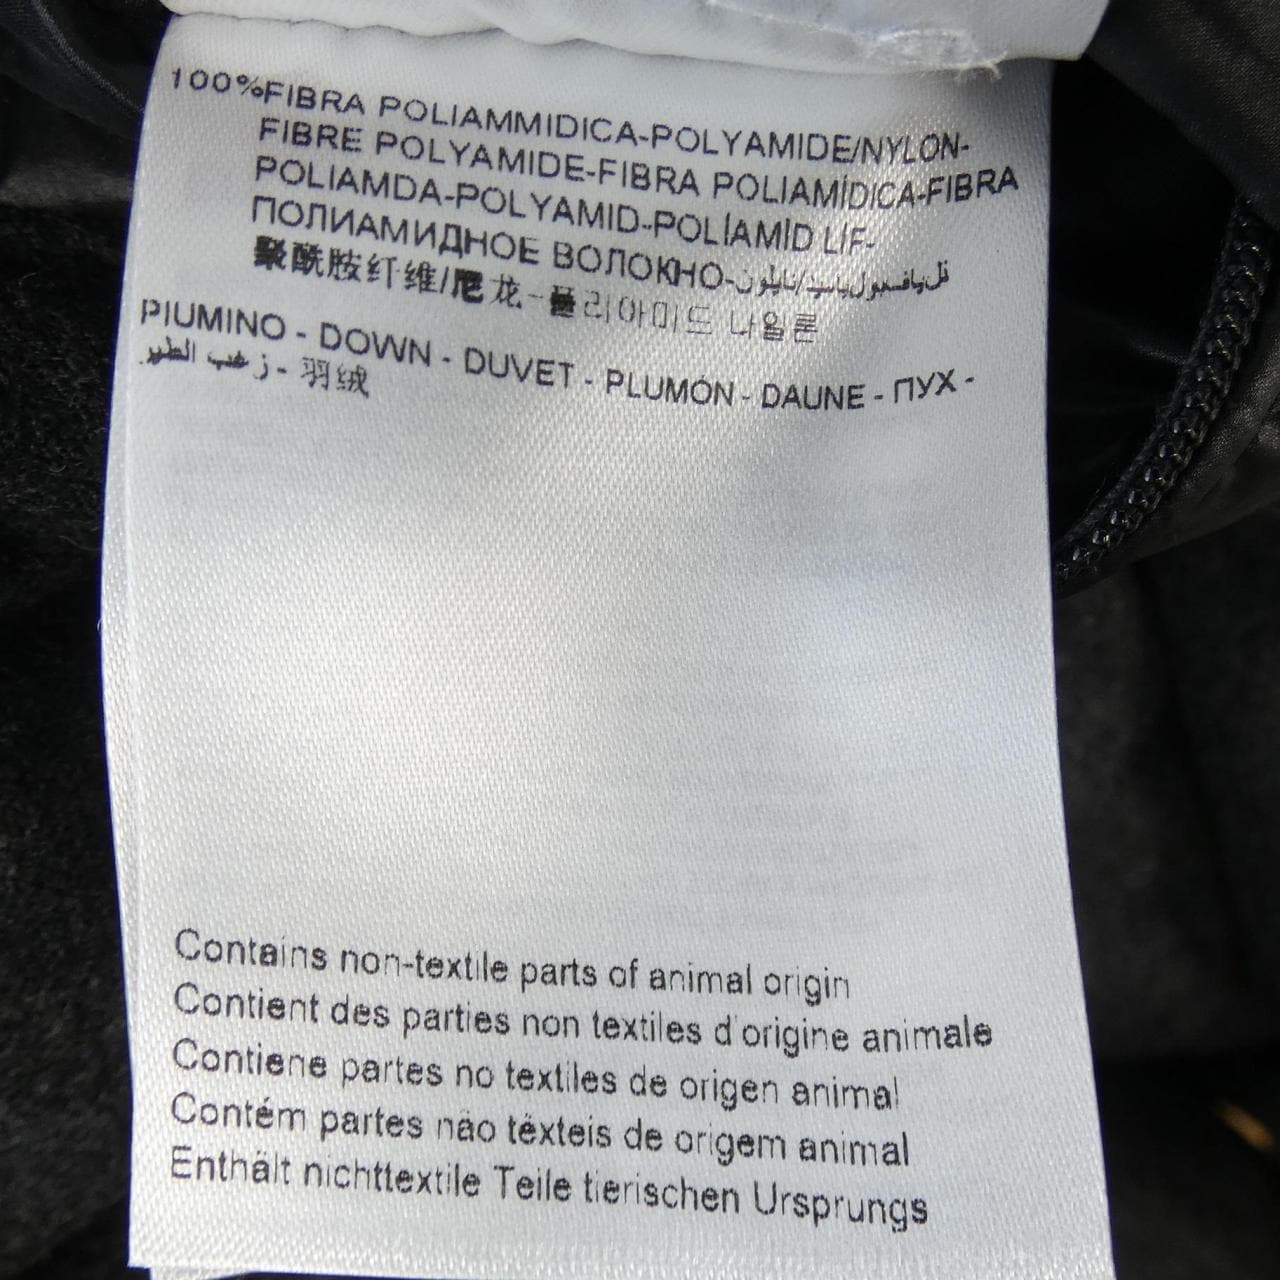 100%FIBRA POLIAMMIDICA-POLYAMIDE/NYLON-
FIBRE POLYAMIDE-FIBRA POLIAMÍDICA-FIBRA
POLIAMDA-POLYAMID-POLİAMİD LİF-
ПОЛИАМИДНОЕ ВОЛОКНО-
聚酰胺纤维/尼龙-폴리아미드 나일론
PIUMINO - DOWN - DUVET - PLUMÓN - DAUNE - ПУХ -
زغب الطير - 羽绒
Contains non-textile parts of animal origin
Contient des parties non textiles d'origine animale
Contiene partes no textiles de origen animal
Contém partes não têxteis de origem animal
Enthält nichttextile Teile tierischen Ursprungs